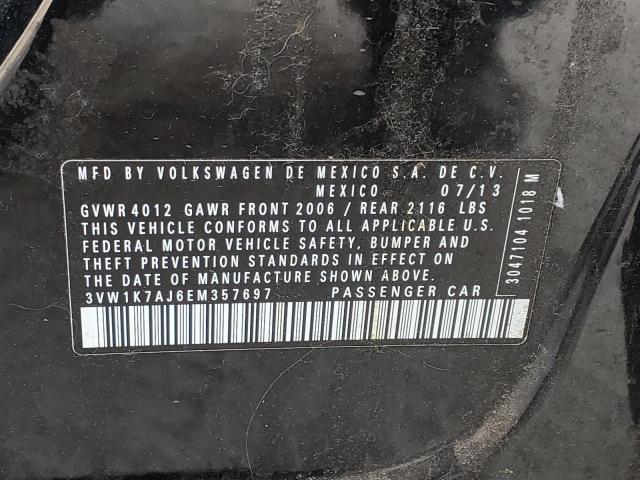 MFD BY VOLKSWAGEN DE MEXICO S.A. DE C.V.
MEXICO 07/13
GVWR 4012 GAWR FRONT 2006 / REAR 2116 LBS
THIS VEHICLE CONFORMS TO ALL APPLICABLE U.S.
FEDERAL MOTOR VEHICLE SAFETY, BUMPER AND
THEFT PREVENTION STANDARDS IN EFFECT ON
THE DATE OF MANUFACTURE SHOWN ABOVE.
3VW1K7AJ6EM357697 PASSENGER CAR
3047104 1018 M